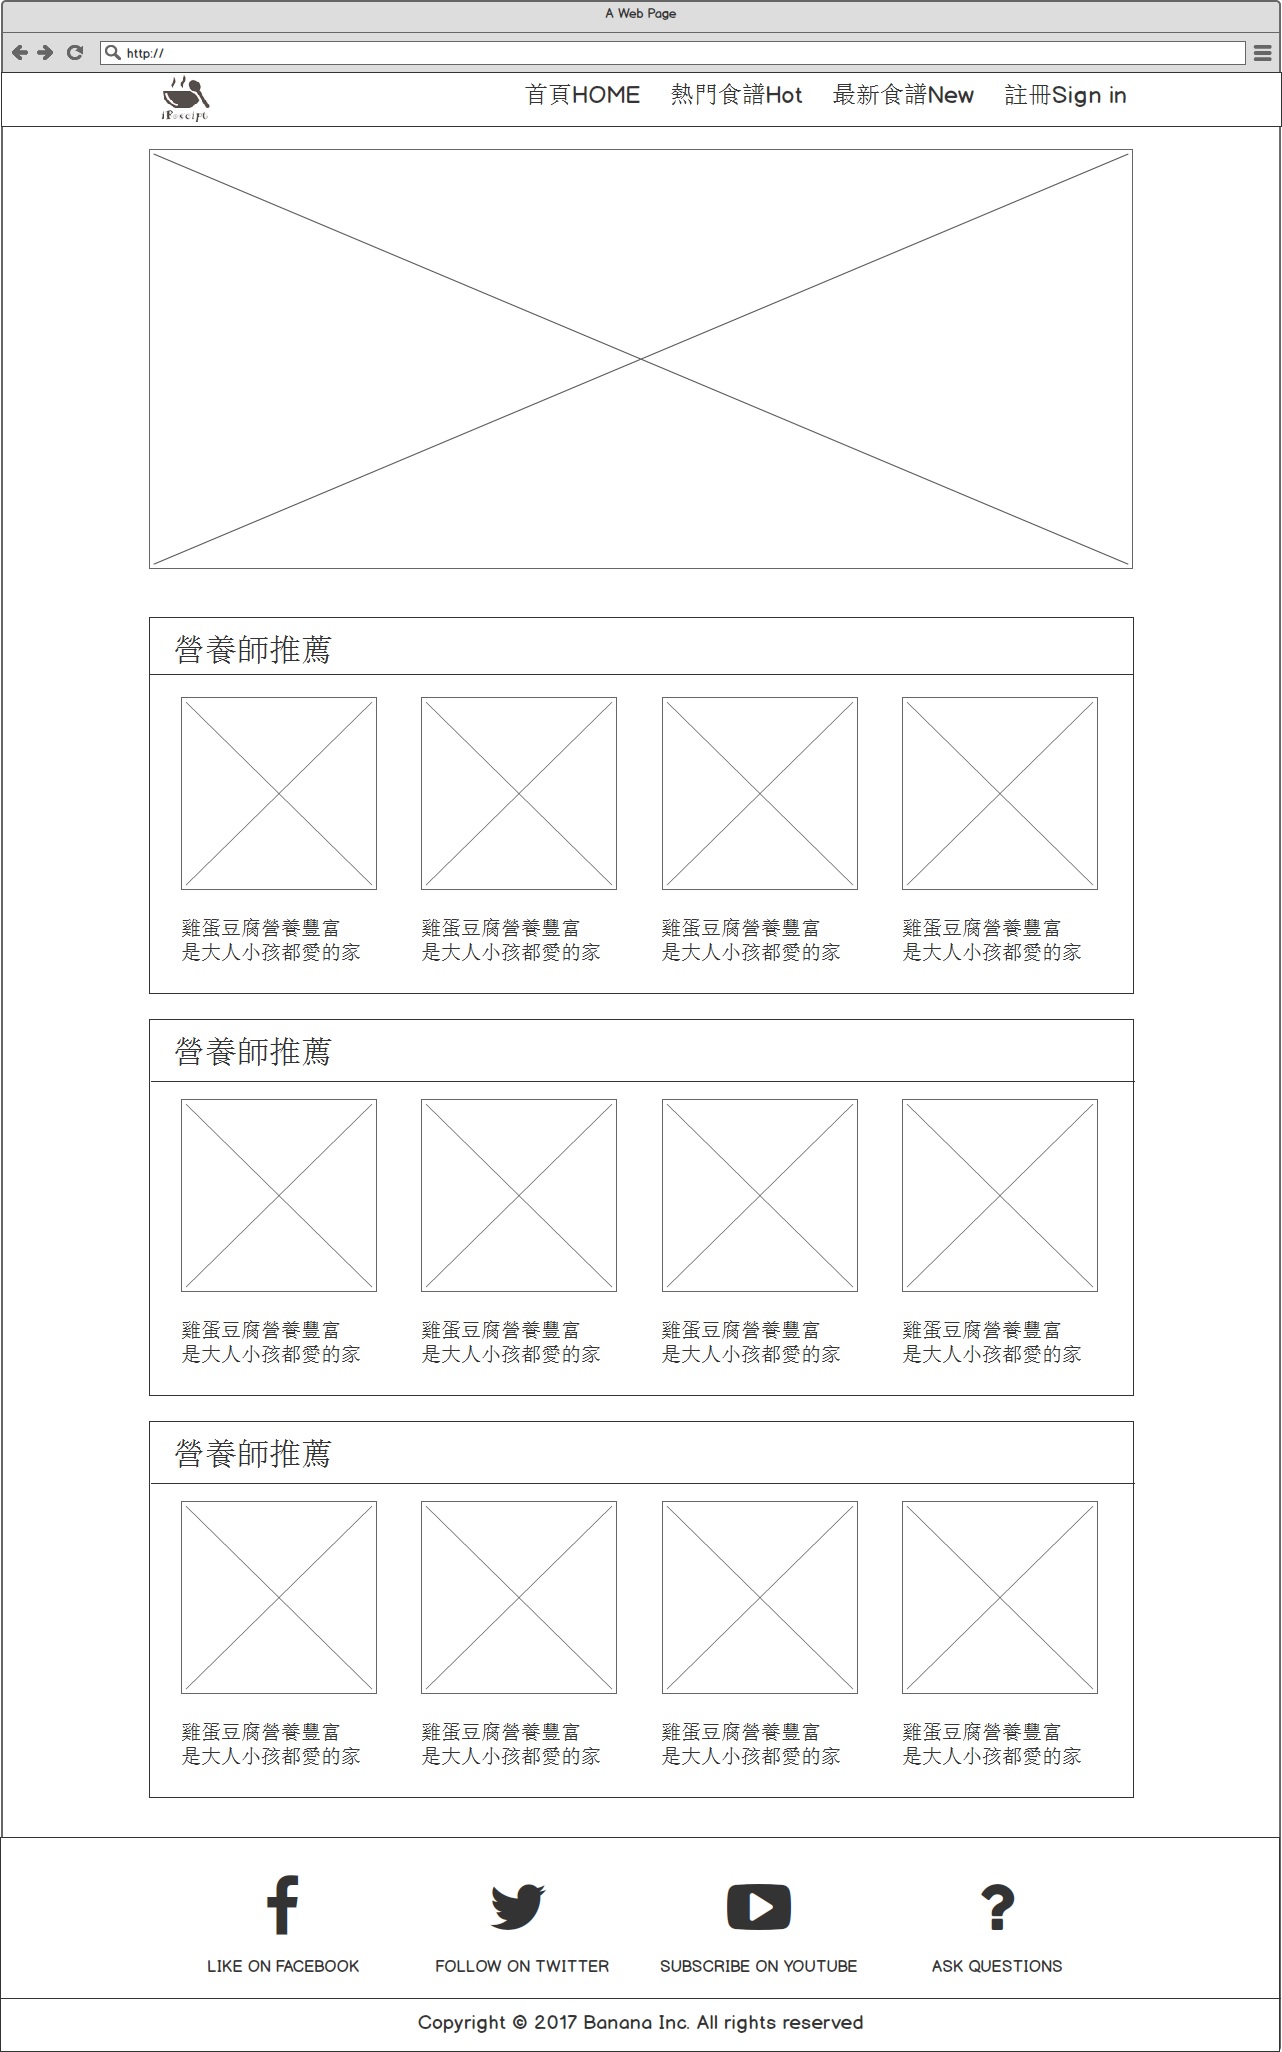 A Web Page
http://
iReceipt
首頁HOME 熱門食譜Hot 最新食譜New 註冊Sign in
營養師推薦
雞蛋豆腐營養豐富
是大人小孩都愛的家
雞蛋豆腐營養豐富
是大人小孩都愛的家
雞蛋豆腐營養豐富
是大人小孩都愛的家
雞蛋豆腐營養豐富
是大人小孩都愛的家
營養師推薦
雞蛋豆腐營養豐富
是大人小孩都愛的家
雞蛋豆腐營養豐富
是大人小孩都愛的家
雞蛋豆腐營養豐富
是大人小孩都愛的家
雞蛋豆腐營養豐富
是大人小孩都愛的家
營養師推薦
雞蛋豆腐營養豐富
是大人小孩都愛的家
雞蛋豆腐營養豐富
是大人小孩都愛的家
雞蛋豆腐營養豐富
是大人小孩都愛的家
雞蛋豆腐營養豐富
是大人小孩都愛的家
LIKE ON FACEBOOK
FOLLOW ON TWITTER
SUBSCRIBE ON YOUTUBE
ASK QUESTIONS
Copyright © 2017 Banana Inc. All rights reserved